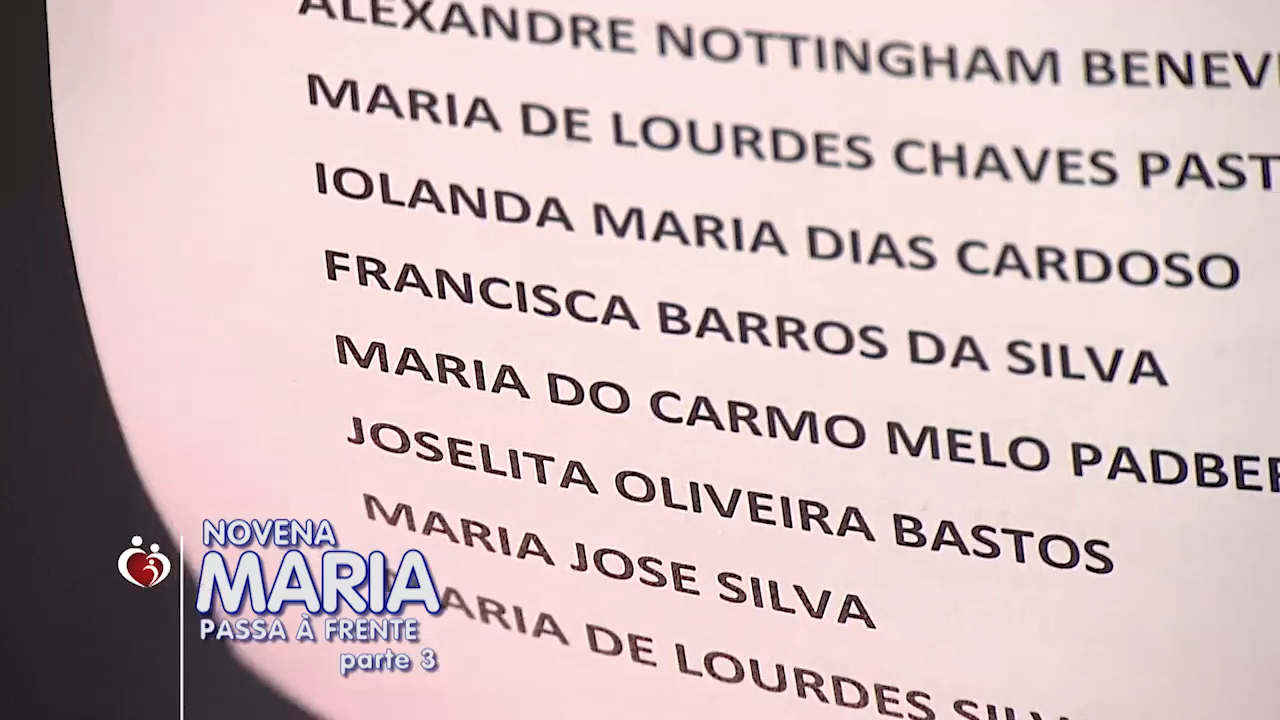 ALEXANDRE NOTTINGHAM
MARIA DE LOURDES CHAVES
IOLANDA MARIA DIAS CARDOSO
FRANCISCA BARROS DA SILVA
MARIA DO CARMO MELO
JOSELITA OLIVEIRA BASTOS
MARIA JOSE SILVA
MARIA DE LOURDES
NOVENA
MARIA
PASSA À FRENTE
parte 3